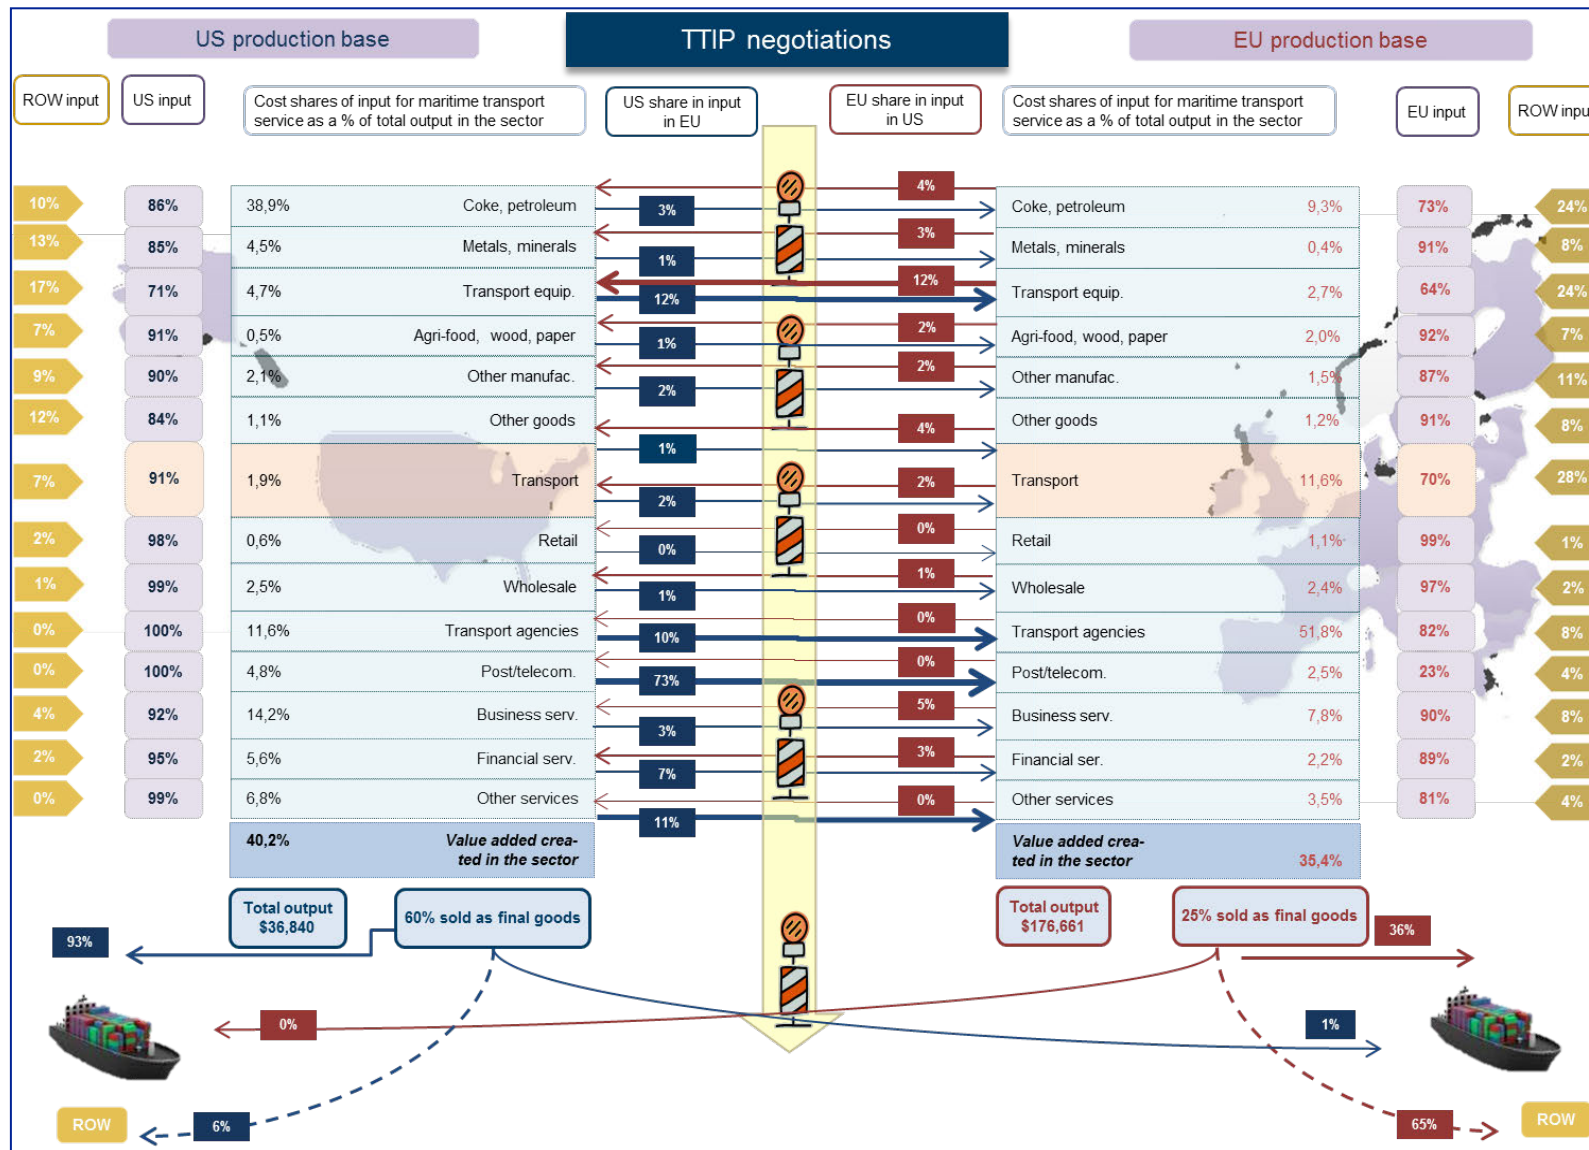 US production base
TTIP negotiations
EU production base
ROW input
US input
Cost shares of input for maritime transport
service as a % of total output in the sector
US share in input
in EU
EU share in input
in US
Cost shares of input for maritime transport
service as a % of total output in the sector
EU input
ROW input
10% 86% 38,9% Coke, petroleum 3% 4% Coke, petroleum 9,3% 73% 24%
13% 85% 4,5% Metals, minerals 1% 3% Metals, minerals 0,4% 91% 8%
17% 71% 4,7% Transport equip. 12% 12% Transport equip. 2,7% 64% 24%
7% 91% 0,5% Agri-food, wood, paper 1% 2% Agri-food, wood, paper 2,0% 92% 7%
9% 90% 2,1% Other manufac. 2% 2% Other manufac. 1,5% 87% 11%
12% 84% 1,1% Other goods 1% 4% Other goods 1,2% 91% 8%
7% 91% 1,9% Transport 2% 2% Transport 11,6% 70% 28%
2% 98% 0,6% Retail 0% 0% Retail 1,1% 99% 1%
1% 99% 2,5% Wholesale 1% 1% Wholesale 2,4% 97% 2%
0% 100% 11,6% Transport agencies 10% 0% Transport agencies 51,8% 82% 8%
0% 100% 4,8% Post/telecom. 73% 0% Post/telecom. 2,5% 23% 4%
4% 92% 14,2% Business serv. 3% 5% Business serv. 7,8% 90% 8%
2% 95% 5,6% Financial serv. 7% 3% Financial ser. 2,2% 89% 2%
0% 99% 6,8% Other services 11% 0% Other services 3,5% 81% 4%
40,2% Value added crea-
ted in the sector
Value added crea-
ted in the sector 35,4%
Total output
$36,840
60% sold as final goods
Total output
$176,661
25% sold as final goods
93%
36%
0%
1%
ROW
6%
65%
ROW